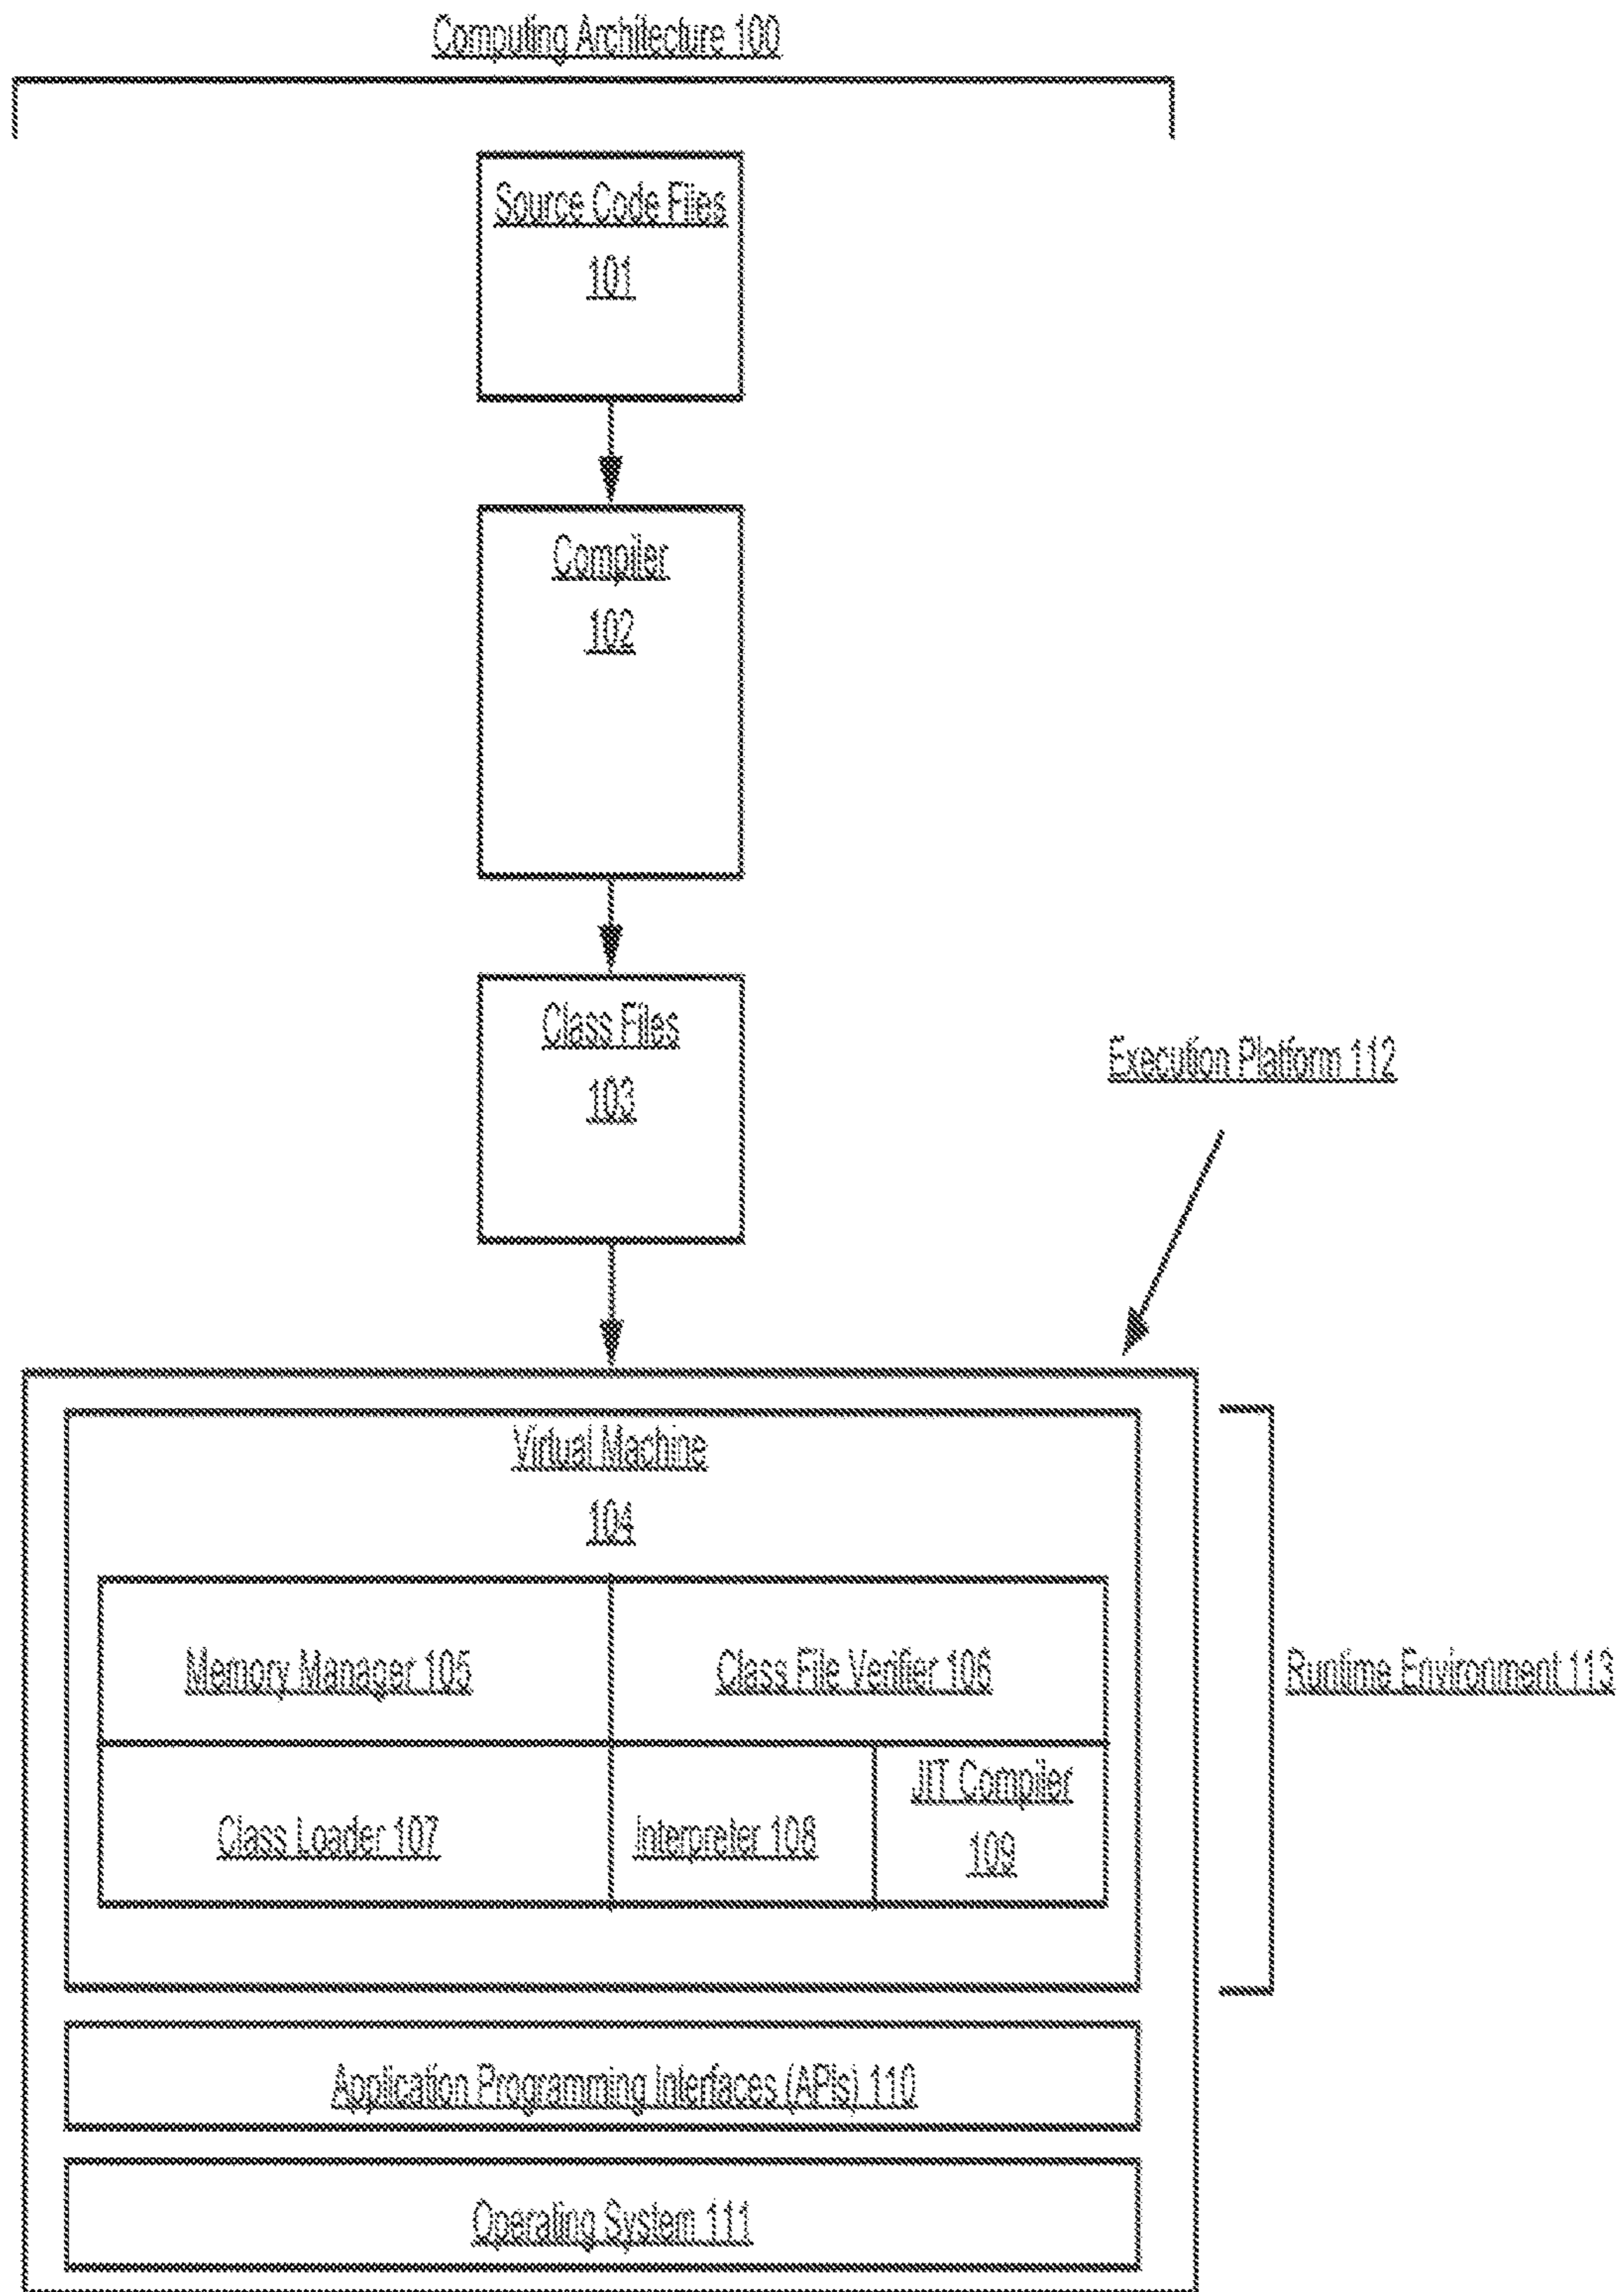 Computing Architecture 100
Source Code Files
101
Compiler
102
Class Files
103
Execution Platform 112
Virtual Machine
104
Memory Manager 105
Class File Verifier 106
Runtime Environment 113
Class Loader 107
Interpreter 108
JIT Compiler
109
Application Programming Interfaces (APIs) 110
Operating System 111